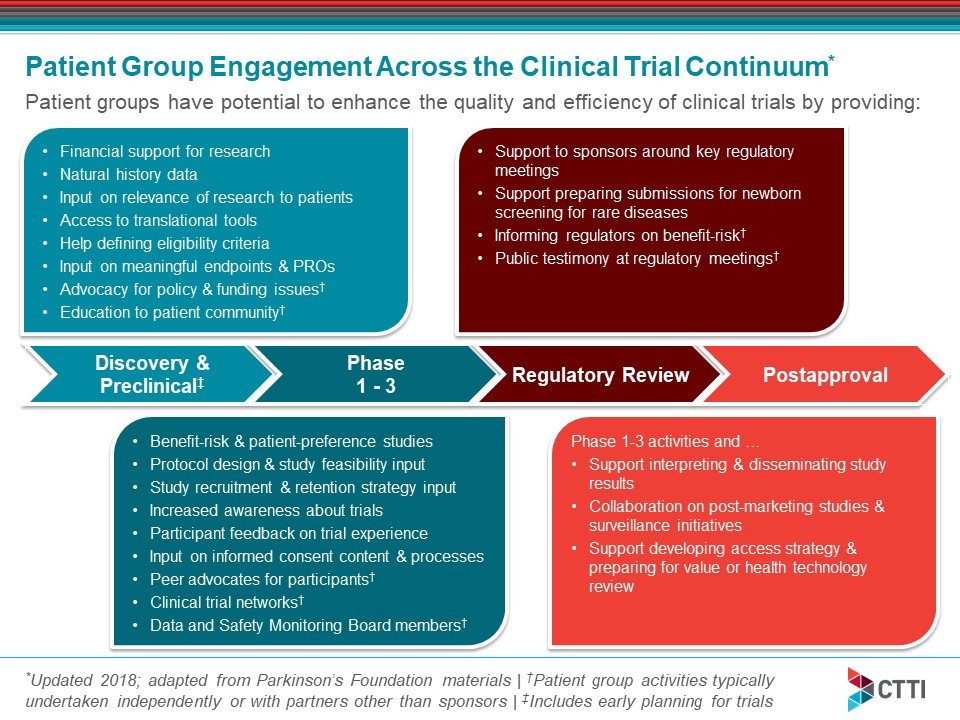 Patient Group Engagement Across the Clinical Trial Continuum*
Patient groups have potential to enhance the quality and efficiency of clinical trials by providing:
• Financial support for research
• Natural history data
• Input on relevance of research to patients
• Access to translational tools
• Help defining eligibility criteria
• Input on meaningful endpoints & PROs
• Advocacy for policy & funding issues†
• Education to patient community†
• Support to sponsors around key regulatory
meetings
• Support preparing submissions for newborn
screening for rare diseases
• Informing regulators on benefit-risk†
• Public testimony at regulatory meetings†
Discovery &
Preclinical‡
Phase
1 - 3
Regulatory Review
Postapproval
• Benefit-risk & patient-preference studies
• Protocol design & study feasibility input
• Study recruitment & retention strategy input
• Increased awareness about trials
• Participant feedback on trial experience
• Input on informed consent content & processes
• Peer advocates for participants†
• Clinical trial networks†
• Data and Safety Monitoring Board members†
Phase 1-3 activities and …
• Support interpreting & disseminating study
results
• Collaboration on post-marketing studies &
surveillance initiatives
• Support developing access strategy &
preparing for value or health technology
review
*Updated 2018; adapted from Parkinson's Foundation materials | †Patient group activities typically
undertaken independently or with partners other than sponsors | ‡Includes early planning for trials
CTTI